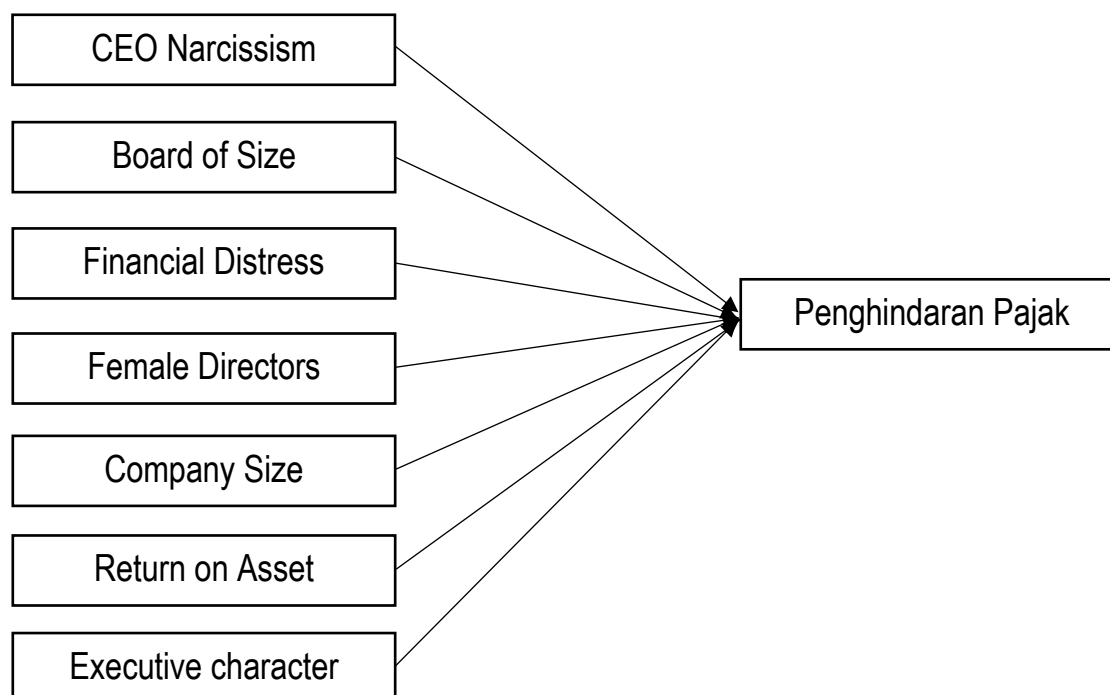 CEO Narcissism
Board of Size
Financial Distress
Female Directors
Company Size
Return on Asset
Executive character
Penghindaran Pajak